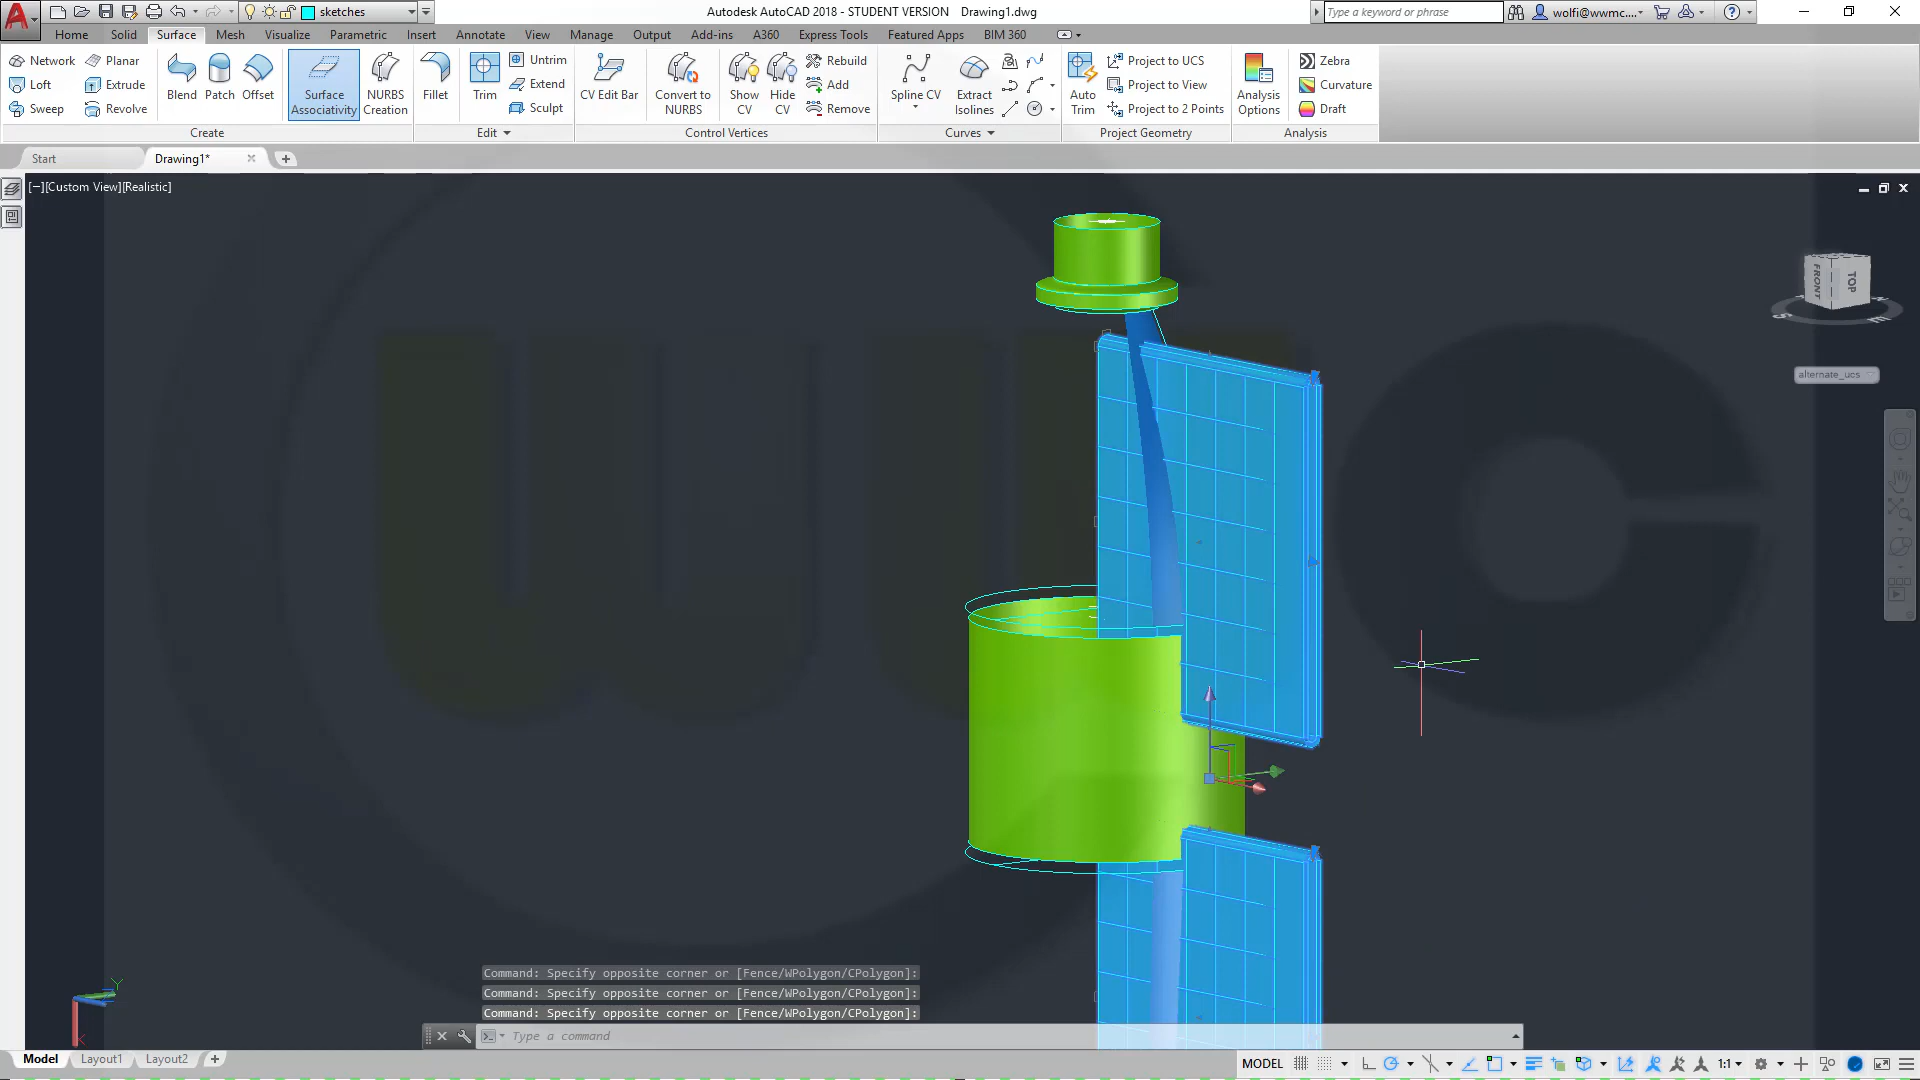 sketches
Autodesk AutoCAD 2018 - STUDENT VERSION Drawing1.dwg
Type a keyword or phrase
wolfi@wwmc....
Home Solid Surface Mesh Visualize Parametric Insert Annotate View Manage Output Add-ins A360 Express Tools Featured Apps BIM 360
Network Planar
Loft Extrude
Sweep Revolve
Blend Patch Offset
Surface
Associativity
NURBS
Creation
Fillet
Trim
Untrim
Extend
Sculpt
CV Edit Bar
Convert to
NURBS
Show
CV
Hide
CV
Rebuild
Add
Remove
Spline CV
Extract
Isolines
Auto
Trim
Project to UCS
Project to View
Project to 2 Points
Analysis
Options
Zebra
Curvature
Draft
Create Edit Control Vertices Curves Project Geometry Analysis
Start Drawing1*
[−][Custom View][Realistic]
FRONT TOP
S E
alternate_ucs
wwmc
Y
X
Command: Specify opposite corner or [Fence/WPolygon/CPolygon]:
Command: Specify opposite corner or [Fence/WPolygon/CPolygon]:
Command: Specify opposite corner or [Fence/WPolygon/CPolygon]:
Type a command
Model Layout1 Layout2
MODEL 1:1